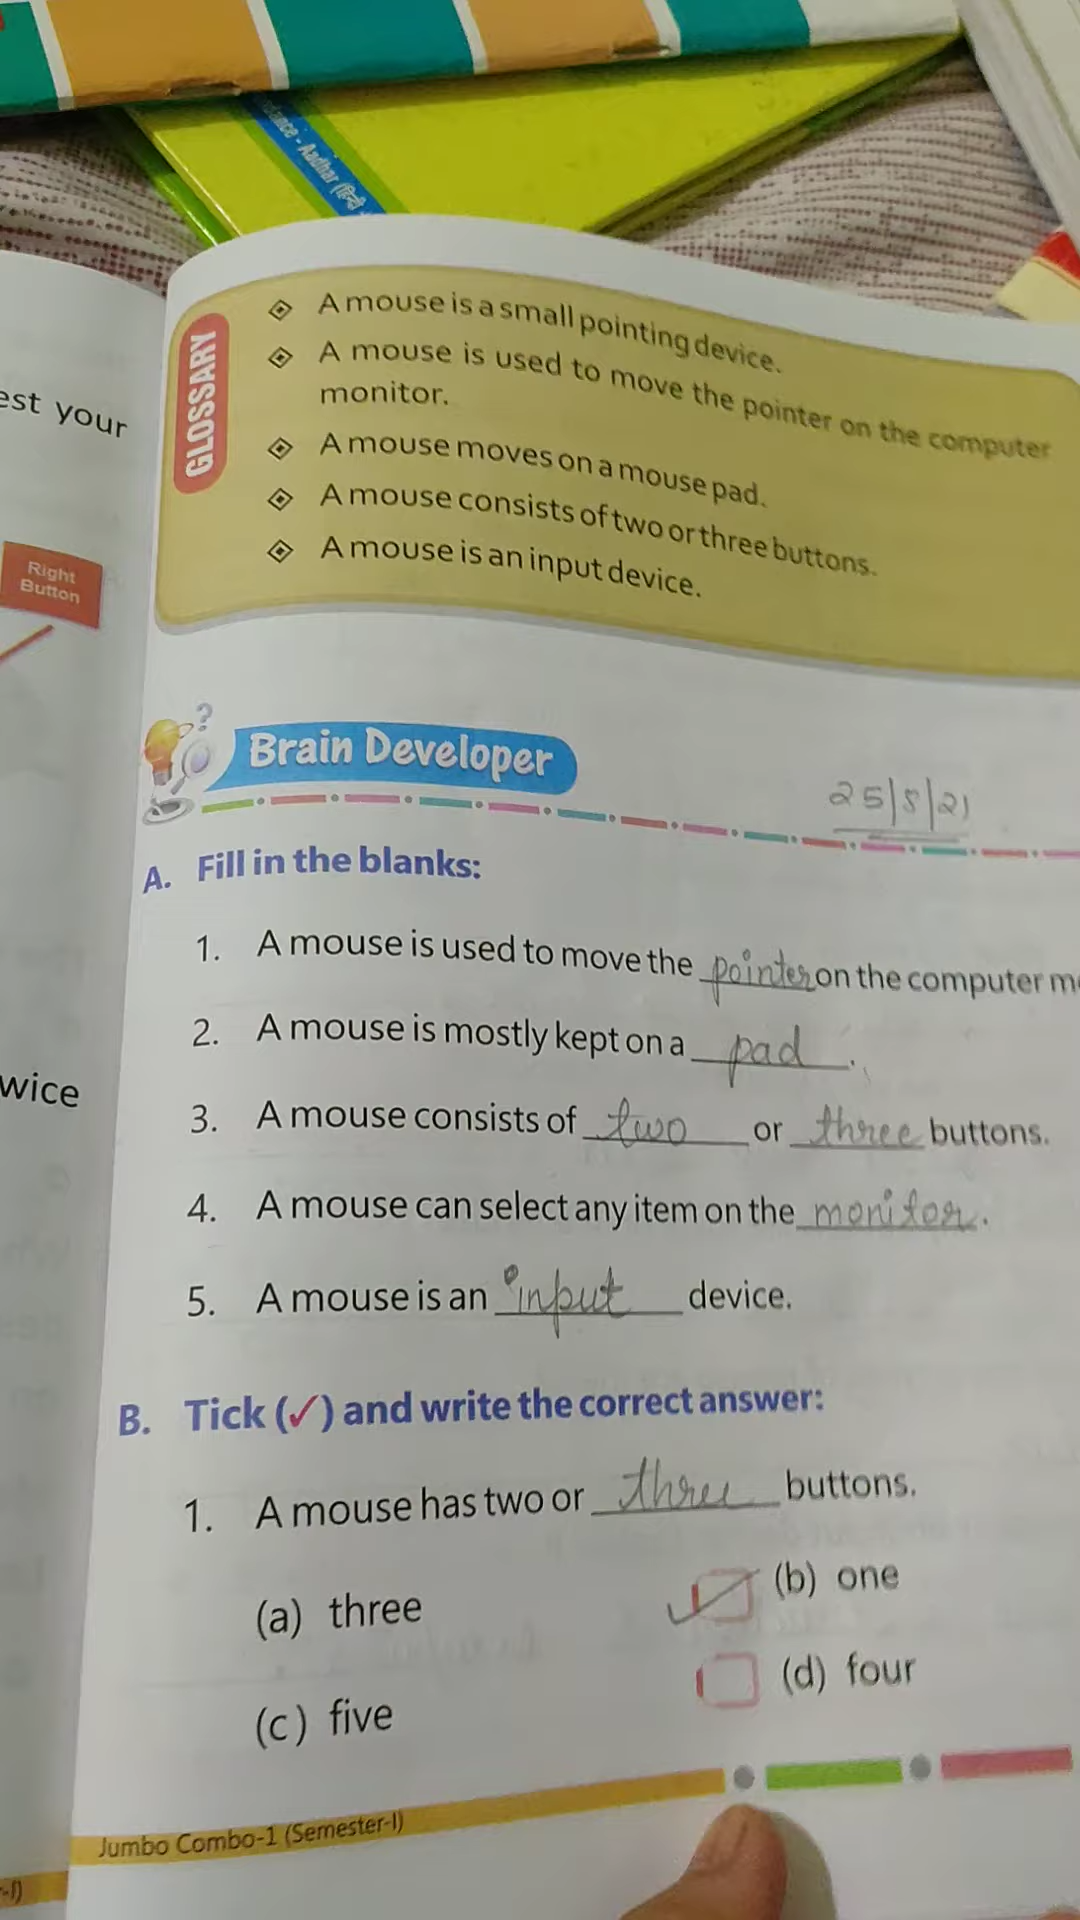 dance - Aadhar (हिन्दी
est your
Right
Button
wice
GLOSSARY
A mouse is a small pointing device.
A mouse is used to move the pointer on the computer
monitor.
A mouse moves on a mouse pad.
A mouse consists of two or three buttons.
A mouse is an input device.
?
Brain Developer
25/8/21
A. Fill in the blanks:
1. A mouse is used to move the pointer on the computer m
2. A mouse is mostly kept on a pad.
3. A mouse consists of two or three buttons.
4. A mouse can select any item on the monitor.
5. A mouse is an input device.
B. Tick (✓) and write the correct answer:
1. A mouse has two or three buttons.
(a) three ✓ (b) one
(c) five (d) four
Jumbo Combo-1 (Semester-I)
-I)